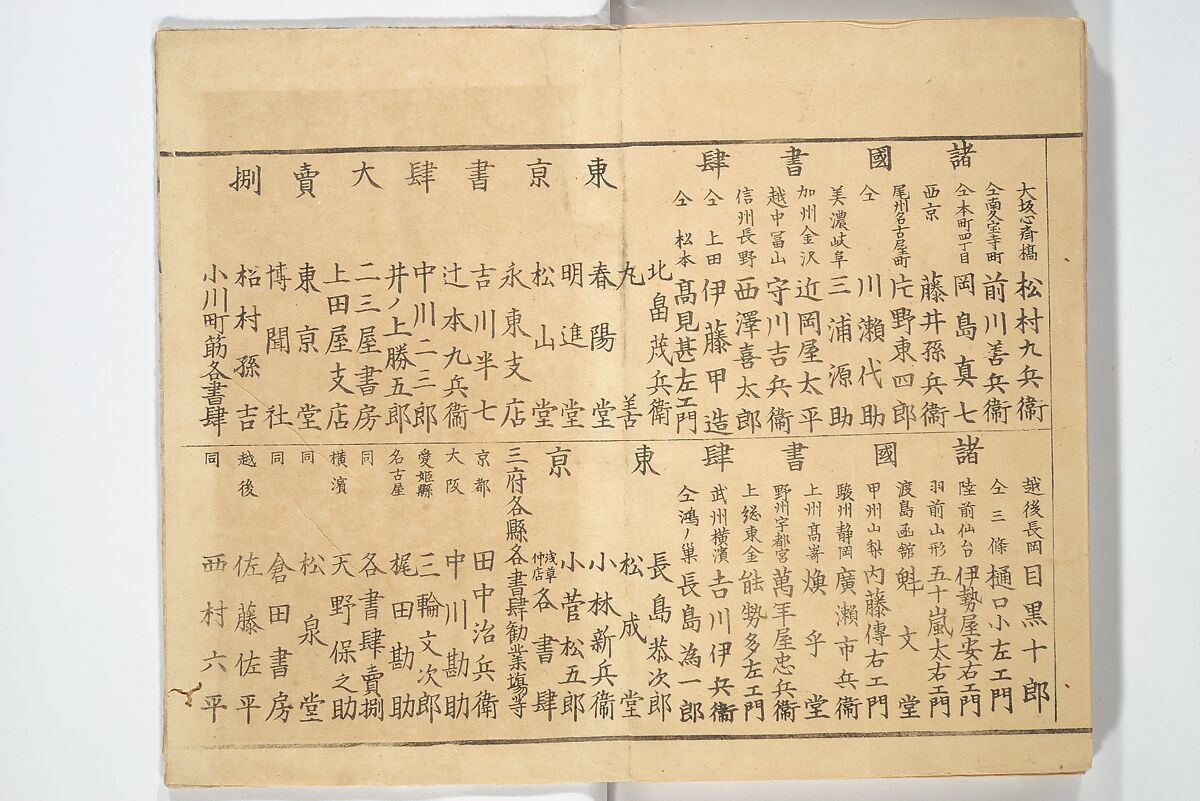 諸國書肆
大坂心斎橋 松村九兵衞
仝南久宝寺町 前川善兵衞
仝本町四丁目 岡島真七
西京 藤井孫兵衞
尾州名古屋町 片野東四郎
仝 川瀬代助
美濃岐阜 三浦源助
加州金沢 近岡屋太平
越中冨山 守川吉兵衞
信州長野 西澤喜太郎
仝 上田 伊藤甲造
仝 松本 髙見甚左エ門
東京書肆大賣捌
北畠茂兵衞
丸善
春陽堂
明進堂
松山堂
永東支店
吉川半七
辻本九兵衞
中川二三郎
井ノ上勝五郎
二三屋書房
上田屋支店
東京堂
博聞社
松村孫吉
小川町筋各書肆
諸國書肆
越後長岡 目黒十郎
仝三條 樋口小左エ門
陸前仙台 伊勢屋安右エ門
羽前山形 五十嵐太右エ門
渡島函館 魁文堂
甲州山梨 内藤傳右エ門
駿州静岡 廣瀬市兵衞
上州髙嵜 煥乎堂
野州宇都宮 萬年屋忠兵衞
上総東金 能勢多左エ門
武州横濱 吉川伊兵衞
仝鴻ノ巣 長島為一郎
東京
長島恭次郎
松成堂
小林新兵衞
小菅松五郎
浅草仲店 各書肆
三府各縣各書肆勧業塲等
京都 田中治兵衛
大阪 中川勘助
愛姫縣 三輪文次郎
名古屋 梶田勘助
同 各書肆賣捌
横濱 天野保之助
同 松泉堂
同 倉田書房
越後 佐藤佐平
同 西村六平